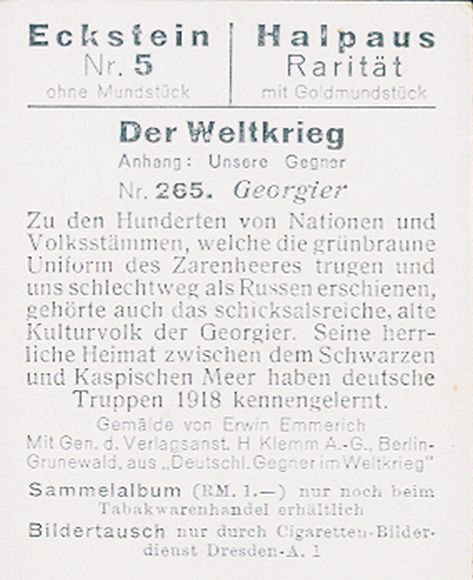 Eckstein Halpaus
Nr. 5 Rarität
ohne Mundstück mit Goldmundstück
Der Weltkrieg
Anhang: Unsere Gegner
Nr. 265. Georgier
Zu den Hunderten von Nationen und
Volksstämmen, welche die grünbraune
Uniform des Zarenheeres trugen und
uns schlechtweg als Russen erschienen,
gehörte auch das schicksalsreiche, alte
Kulturvolk der Georgier. Seine herr-
liche Heimat zwischen dem Schwarzen
und Kaspischen Meer haben deutsche
Truppen 1918 kennengelernt.
Gemälde von Erwin Emmerich
Mit Gen. d. Verlagsanst. H Klemm A.-G., Berlin-
Grunewald, aus „Deutschl. Gegner im Weltkrieg"
Sammelalbum (RM. 1.—) nur noch beim
Tabakwarenhandel erhältlich
Bildertausch nur durch Cigaretten-Bilder-
dienst Dresden-A. 1